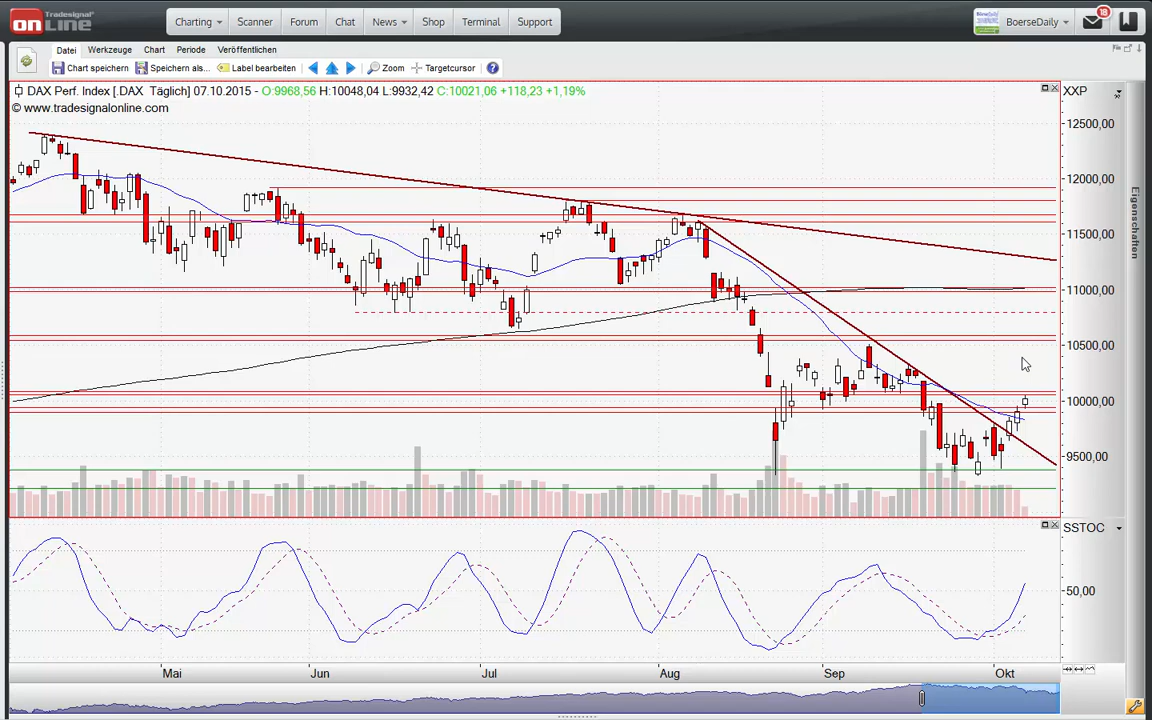 Tradesignal®
onLine
Charting
Scanner
Forum
Chat
News
Shop
Terminal
Support
BoerseDaily
18
Datei
Werkzeuge
Chart
Periode
Veröffentlichen
Chart speichern
Speichern als...
Label bearbeiten
Zoom
Targetcursor
DAX Perf. Index [.DAX Täglich] 07.10.2015 - O:9968,56 H:10048,04 L:9932,42 C:10021,06 +118,23 +1,19%
© www.tradesignalonline.com
XXP
12500,00
12000,00
11500,00
11000,00
10500,00
10000,00
9500,00
Eigenschaften
SSTOC
50,00
Mai
Jun
Jul
Aug
Sep
Okt